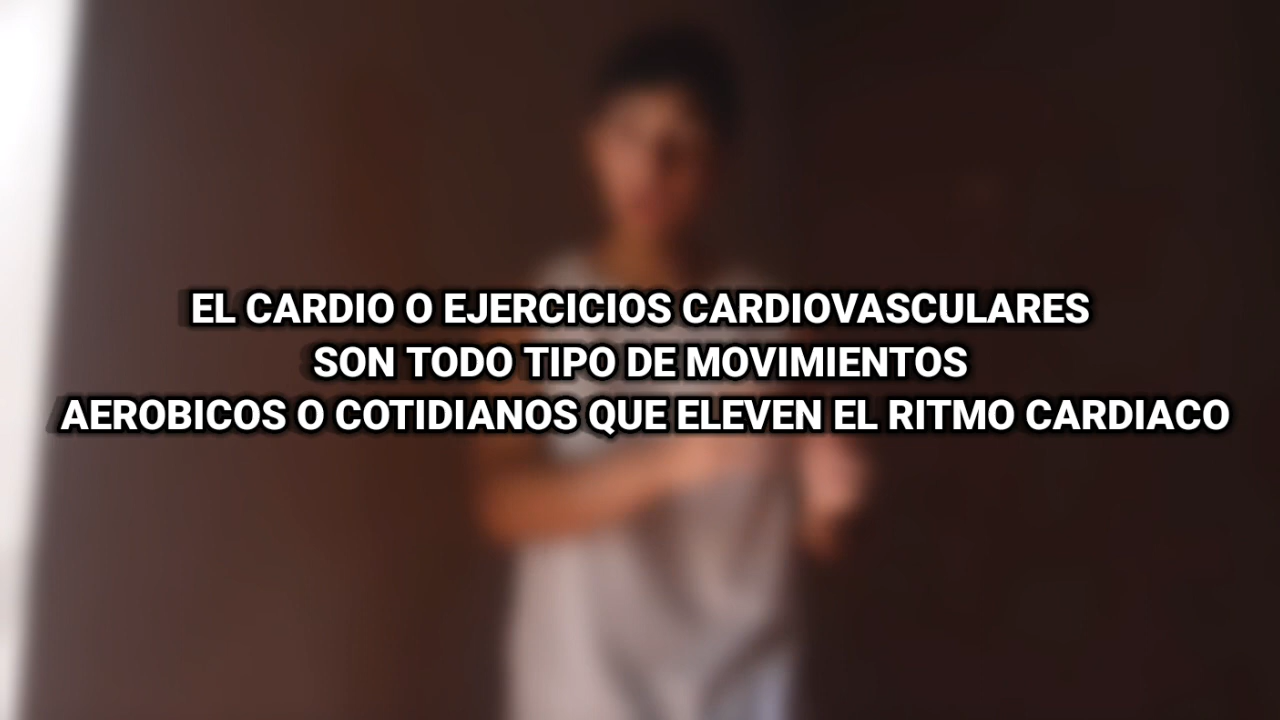 EL CARDIO O EJERCICIOS CARDIOVASCULARES
SON TODO TIPO DE MOVIMIENTOS
AEROBICOS O COTIDIANOS QUE ELEVEN EL RITMO CARDIACO